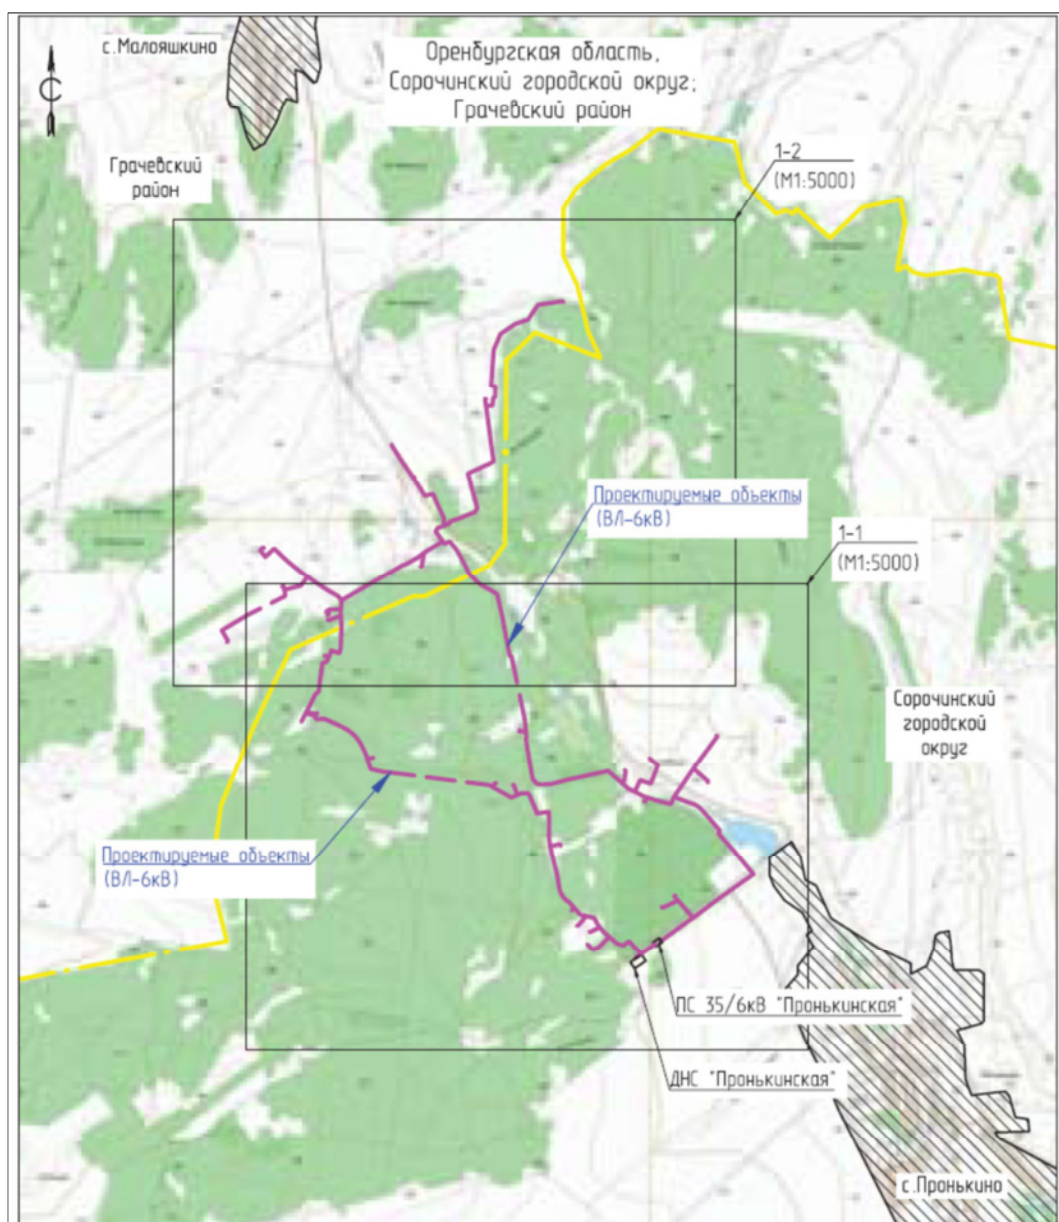 с.Малояшкино
Оренбургская область,
Сорочинский городской округ;
Грачевский район
С
Грачевский
район
1-2
(М1:5000)
Проектируемые объекты
(ВЛ-6кВ)
1-1
(М1:5000)
Сорочинский
городской
округ
Проектируемые объекты
(ВЛ-6кВ)
ПС 35/6кВ "Пронькинская"
ДНС "Пронькинская"
с.Пронькино